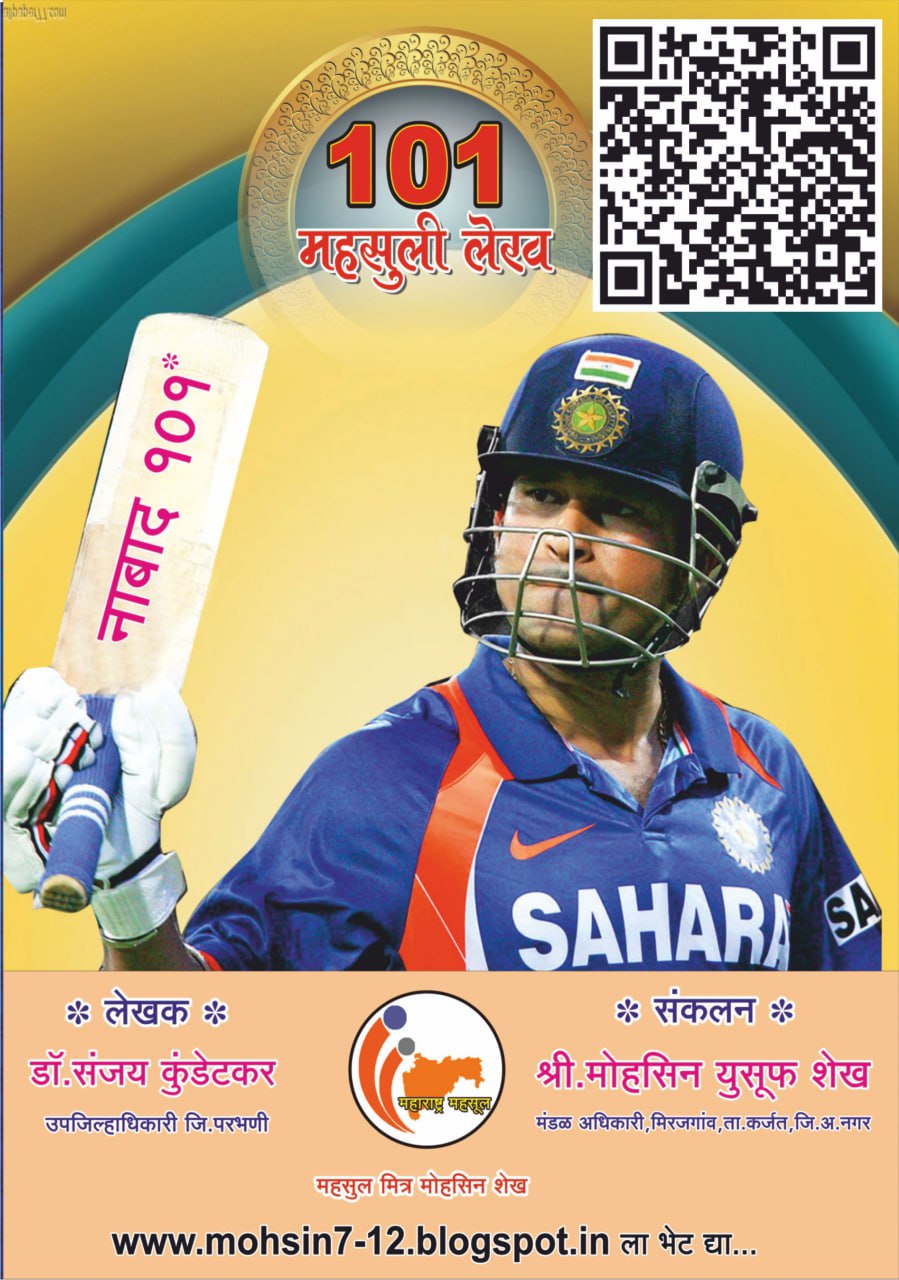 101
महसुली लेख
नाबाद १०१*
SAHARA
SA
* लेखक *
डॉ.संजय कुंडेटकर
उपजिल्हाधिकारी जि.परभणी
महाराष्ट्र महसूल
* संकलन *
श्री.मोहसिन युसूफ शेख
मंडळ अधिकारी,मिरजगांव,ता.कर्जत,जि.अ.नगर
महसुल मित्र मोहसिन शेख
www.mohsin7-12.blogspot.in ला भेट द्या...